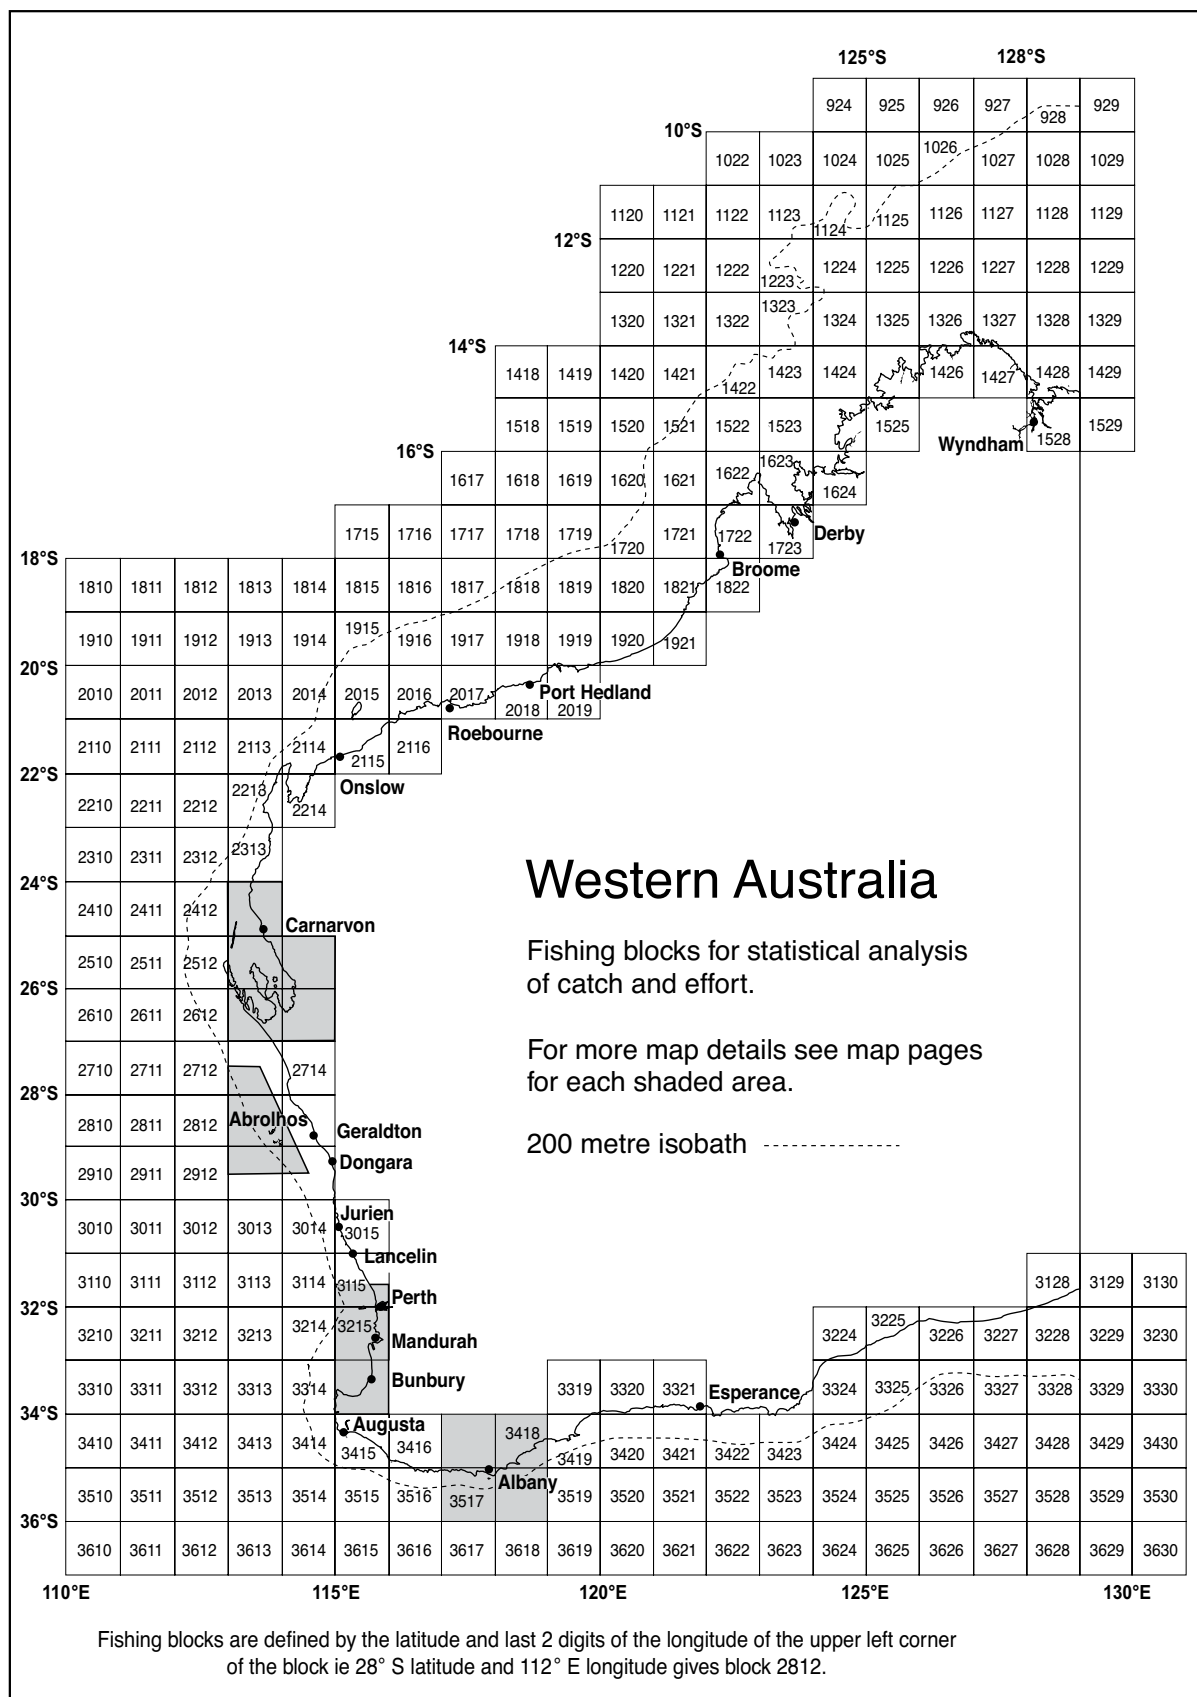 125°S 128°S
924 925 926 927 928 929
10°S
1022 1023 1024 1025 1026 1027 1028 1029
1120 1121 1122 1123 1124 1125 1126 1127 1128 1129
12°S
1220 1221 1222 1223 1224 1225 1226 1227 1228 1229
1320 1321 1322 1323 1324 1325 1326 1327 1328 1329
14°S
1418 1419 1420 1421 1422 1423 1424 1426 1427 1428 1429
1518 1519 1520 1521 1522 1523 1525 Wyndham 1528 1529
16°S
1617 1618 1619 1620 1621 1622 1623 1624
1715 1716 1717 1718 1719 1720 1721 1722 1723 Derby
18°S
Broome
1810 1811 1812 1813 1814 1815 1816 1817 1818 1819 1820 1821 1822
1910 1911 1912 1913 1914 1915 1916 1917 1918 1919 1920 1921
20°S
2010 2011 2012 2013 2014 2015 2016 2017 2018 2019 Port Hedland
Roebourne
2110 2111 2112 2113 2114 2115 2116
22°S
Onslow
2210 2211 2212 2213 2214
2310 2311 2312 2313
24°S
2410 2411 2412 Carnarvon
2510 2511 2512
26°S
2610 2611 2612
2710 2711 2712 2714
28°S
2810 2811 2812 Abrolhos Geraldton
2910 2911 2912 Dongara
30°S
3010 3011 3012 3013 3014 3015 Jurien
Lancelin
3110 3111 3112 3113 3114 3115 Perth 3128 3129 3130
32°S
3210 3211 3212 3213 3214 3215 Mandurah 3224 3225 3226 3227 3228 3229 3230
3310 3311 3312 3313 3314 Bunbury 3319 3320 3321 Esperance 3324 3325 3326 3327 3328 3329 3330
34°S
Augusta
3410 3411 3412 3413 3414 3415 3416 3418 3419 3420 3421 3422 3423 3424 3425 3426 3427 3428 3429 3430
Albany
3510 3511 3512 3513 3514 3515 3516 3517 3519 3520 3521 3522 3523 3524 3525 3526 3527 3528 3529 3530
36°S
3610 3611 3612 3613 3614 3615 3616 3617 3618 3619 3620 3621 3622 3623 3624 3625 3626 3627 3628 3629 3630
110°E 115°E 120°E 125°E 130°E
Western Australia
Fishing blocks for statistical analysis
of catch and effort.
For more map details see map pages
for each shaded area.
200 metre isobath
Fishing blocks are defined by the latitude and last 2 digits of the longitude of the upper left corner
of the block ie 28° S latitude and 112° E longitude gives block 2812.